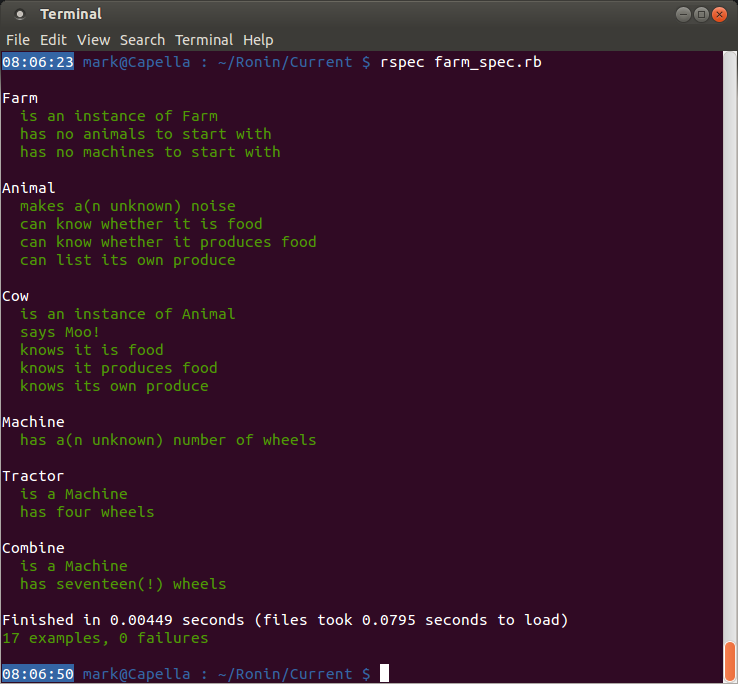 Terminal
File Edit View Search Terminal Help
08:06:23 mark@Capella : ~/Ronin/Current $ rspec farm_spec.rb
Farm
  is an instance of Farm
  has no animals to start with
  has no machines to start with
Animal
  makes a(n unknown) noise
  can know whether it is food
  can know whether it produces food
  can list its own produce
Cow
  is an instance of Animal
  says Moo!
  knows it is food
  knows it produces food
  knows its own produce
Machine
  has a(n unknown) number of wheels
Tractor
  is a Machine
  has four wheels
Combine
  is a Machine
  has seventeen(!) wheels
Finished in 0.00449 seconds (files took 0.0795 seconds to load)
17 examples, 0 failures
08:06:50 mark@Capella : ~/Ronin/Current $